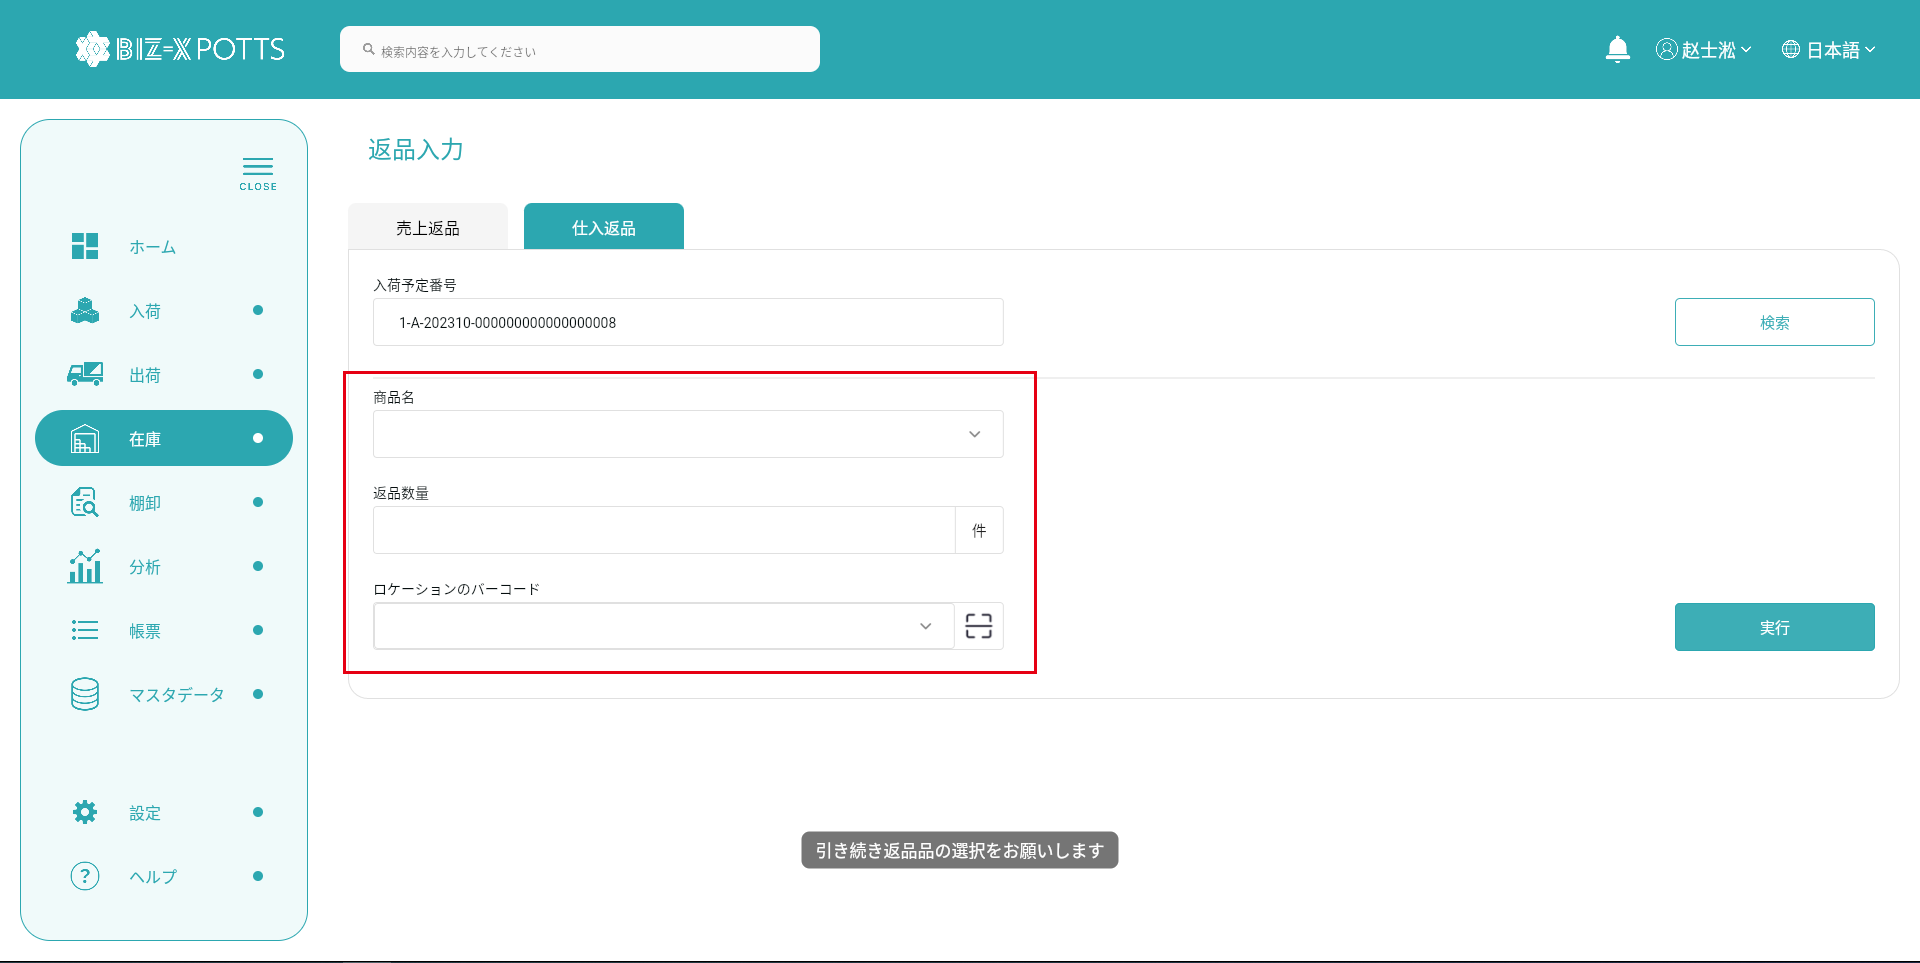 BIZ=X POTTS
検索内容を入力してください
赵士淞
日本語
CLOSE
ホーム
入荷
出荷
在庫
棚卸
分析
帳票
マスタデータ
設定
ヘルプ
返品入力
売上返品
仕入返品
入荷予定番号
1-A-202310-000000000000000008
検索
商品名
返品数量
件
ロケーションのバーコード
実行
引き続き返品品の選択をお願いします